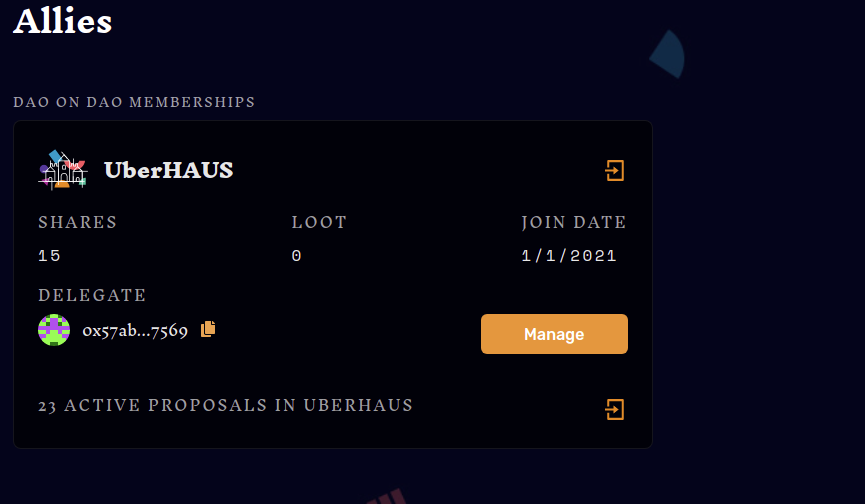 Allies
DAO ON DAO MEMBERSHIPS
UberHAUS
SHARES LOOT JOIN DATE
15 0 1/1/2021
DELEGATE
0x57ab...7569
Manage
23 ACTIVE PROPOSALS IN UBERHAUS